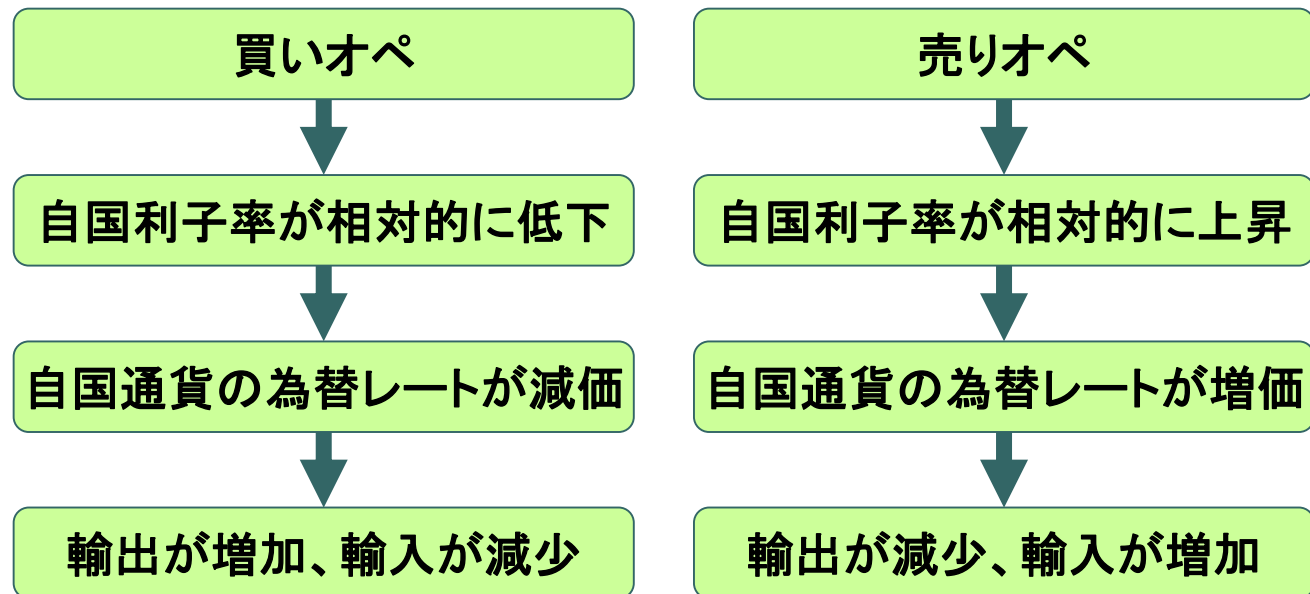 買いオペ
自国利子率が相対的に低下
自国通貨の為替レートが減価
輸出が増加、輸入が減少
売りオペ
自国利子率が相対的に上昇
自国通貨の為替レートが増価
輸出が減少、輸入が増加